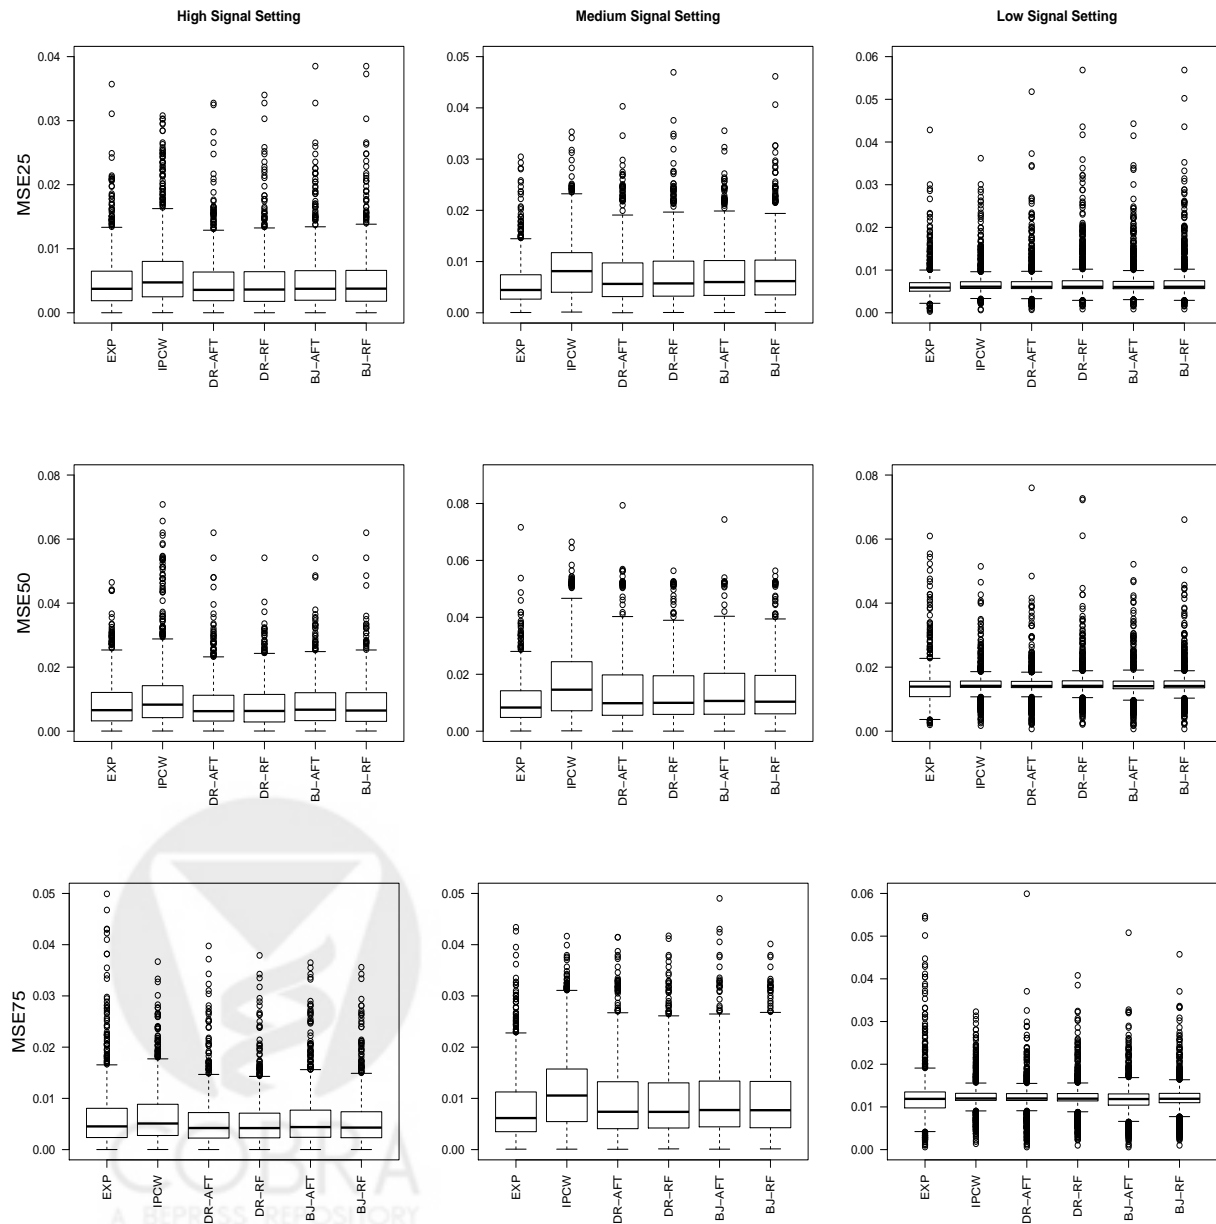 High Signal Setting
Medium Signal Setting
Low Signal Setting
MSE25
0.04
0.03
0.02
0.01
0.00
EXP
IPCW
DR−AFT
DR−RF
BJ−AFT
BJ−RF
0.05
0.04
0.03
0.02
0.01
0.00
EXP
IPCW
DR−AFT
DR−RF
BJ−AFT
BJ−RF
0.06
0.05
0.04
0.03
0.02
0.01
0.00
EXP
IPCW
DR−AFT
DR−RF
BJ−AFT
BJ−RF
MSE50
0.08
0.06
0.04
0.02
0.00
EXP
IPCW
DR−AFT
DR−RF
BJ−AFT
BJ−RF
0.08
0.06
0.04
0.02
0.00
EXP
IPCW
DR−AFT
DR−RF
BJ−AFT
BJ−RF
0.08
0.06
0.04
0.02
0.00
EXP
IPCW
DR−AFT
DR−RF
BJ−AFT
BJ−RF
MSE75
0.05
0.04
0.03
0.02
0.01
0.00
EXP
IPCW
DR−AFT
DR−RF
BJ−AFT
BJ−RF
0.05
0.04
0.03
0.02
0.01
0.00
EXP
IPCW
DR−AFT
DR−RF
BJ−AFT
BJ−RF
0.06
0.05
0.04
0.03
0.02
0.01
0.00
EXP
IPCW
DR−AFT
DR−RF
BJ−AFT
BJ−RF
COBRA
A BEPRESS REPOSITORY